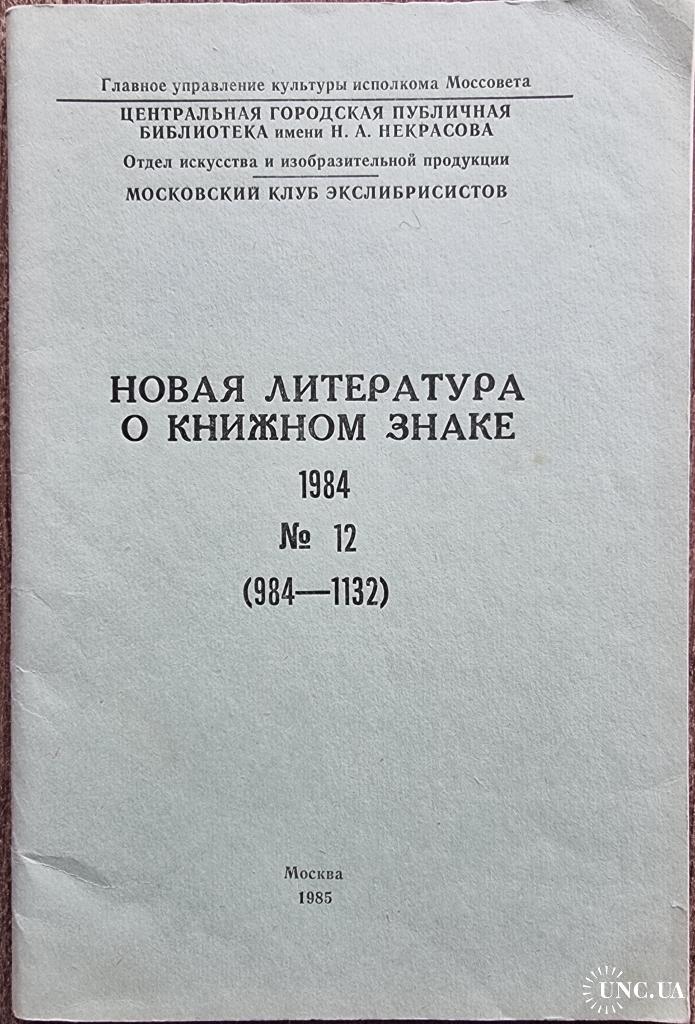 Главное управление культуры исполкома Моссовета
ЦЕНТРАЛЬНАЯ ГОРОДСКАЯ ПУБЛИЧНАЯ
БИБЛИОТЕКА имени Н. А. НЕКРАСОВА
Отдел искусства и изобразительной продукции
МОСКОВСКИЙ КЛУБ ЭКСЛИБРИСИСТОВ
НОВАЯ ЛИТЕРАТУРА
О КНИЖНОМ ЗНАКЕ
1984
№ 12
(984—1132)
Москва
1985
UNC.UA